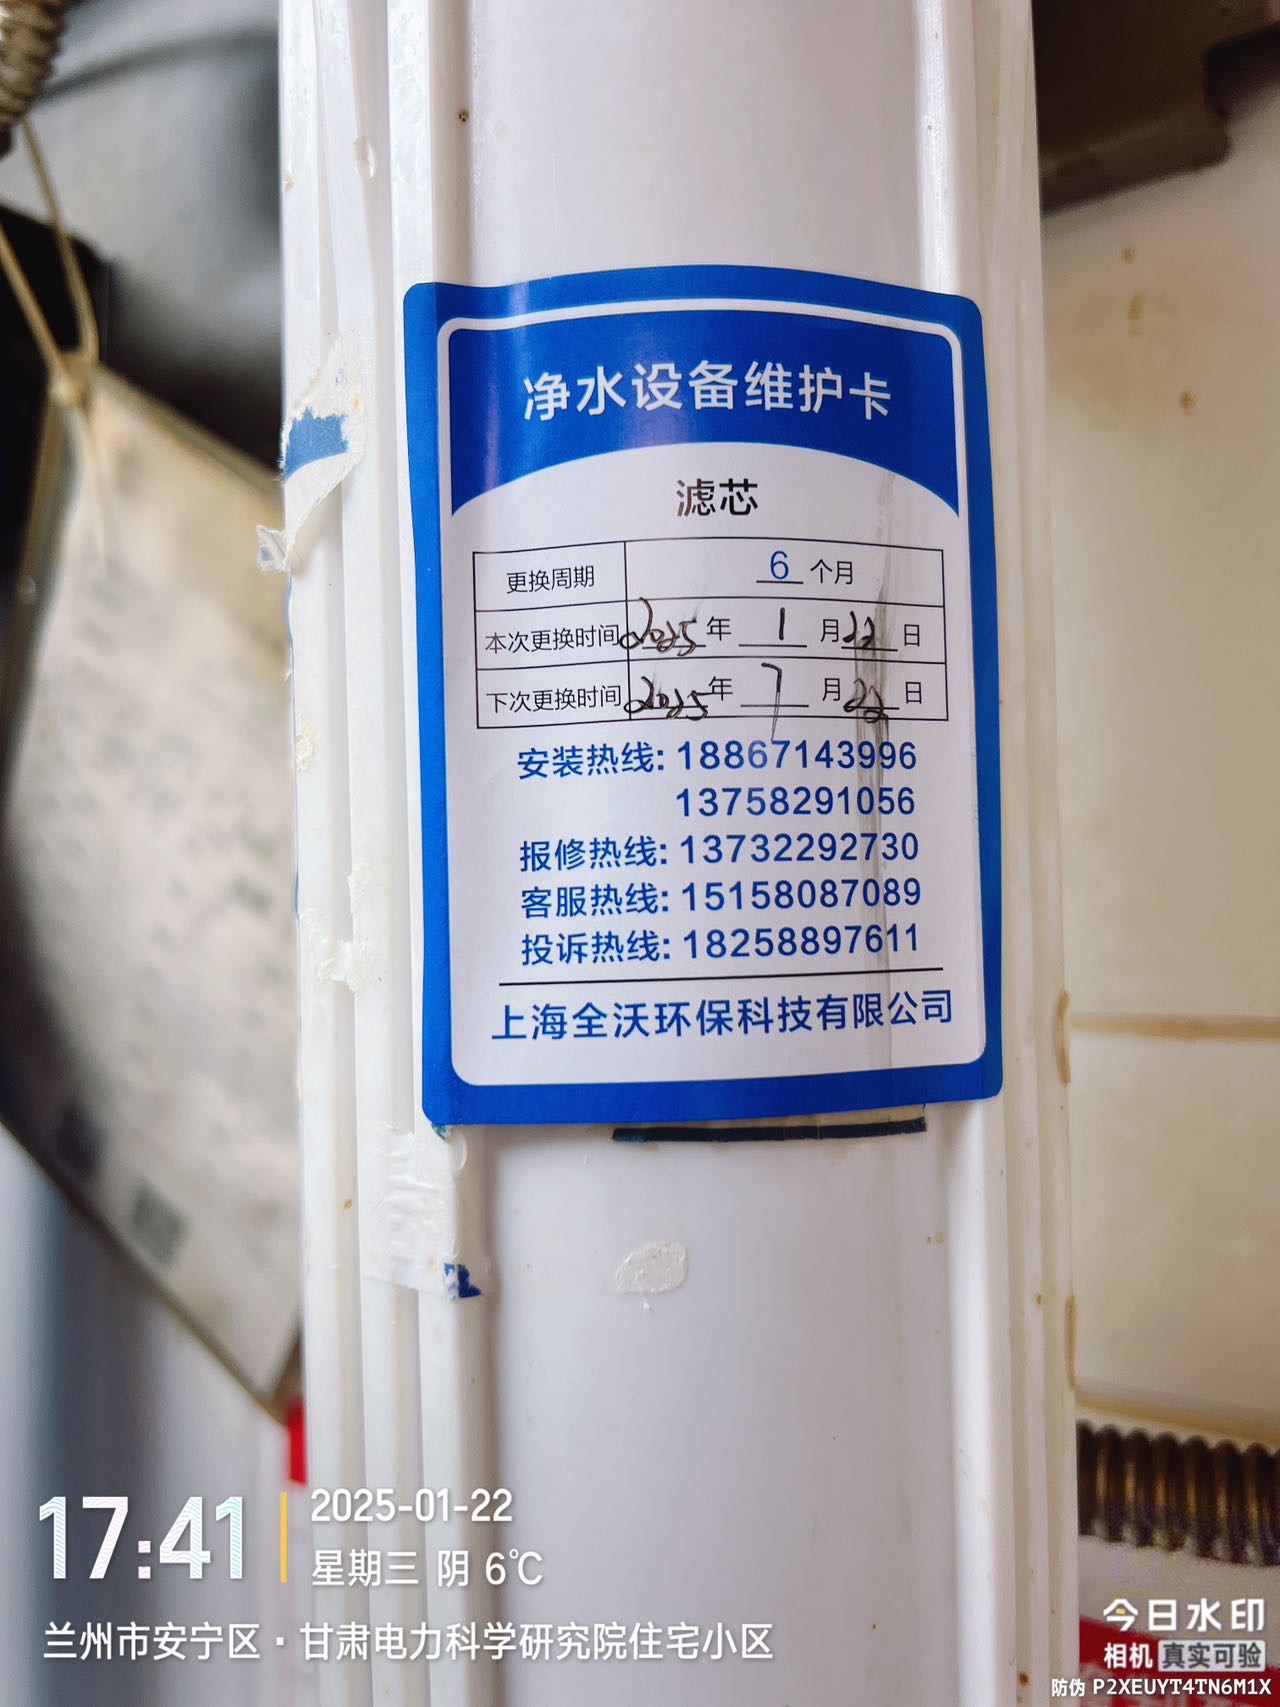 净水设备维护卡
滤芯
更换周期 6 个月
本次更换时间 2025 年 1 月 22 日
下次更换时间 2025 年 7 月 22 日
安装热线: 18867143996
13758291056
报修热线: 13732292730
客服热线: 15158087089
投诉热线: 18258897611
上海全沃环保科技有限公司
17:41
2025-01-22
星期三 阴 6℃
兰州市安宁区·甘肃电力科学研究院住宅小区
今日水印
相机 真实可验
防伪 P2XEUYT4TN6M1X